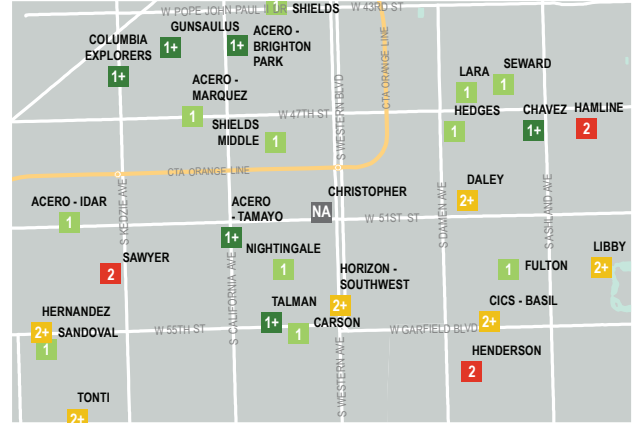 W POPE JOHN PAUL II DR
SHIELDS
W 43RD ST
GUNSAULUS
ACERO -
BRIGHTON
PARK
COLUMBIA
EXPLORERS
1+
1+
1+
ACERO -
MARQUEZ
1
SHIELDS
MIDDLE
1
W 47TH ST
S WESTERN BLVD
CTA ORANGE LINE
LARA
1
SEWARD
1
HEDGES
1
CHAVEZ
1+
HAMLINE
2
CTA ORANGE LINE
S KEDZIE AVE
ACERO - IDAR
1
ACERO
- TAMAYO
1+
CHRISTOPHER
NA
W 51ST ST
DALEY
2+
S DAMEN AVE
S ASHLAND AVE
SAWYER
2
NIGHTINGALE
1
HORIZON -
SOUTHWEST
2+
FULTON
1
LIBBY
2+
S CALIFORNIA AVE
HERNANDEZ
2+
SANDOVAL
1
W 55TH ST
TALMAN
1+
CARSON
1
CICS - BASIL
2+
W GARFIELD BLVD
S WESTERN AVE
HENDERSON
2
TONTI
2+